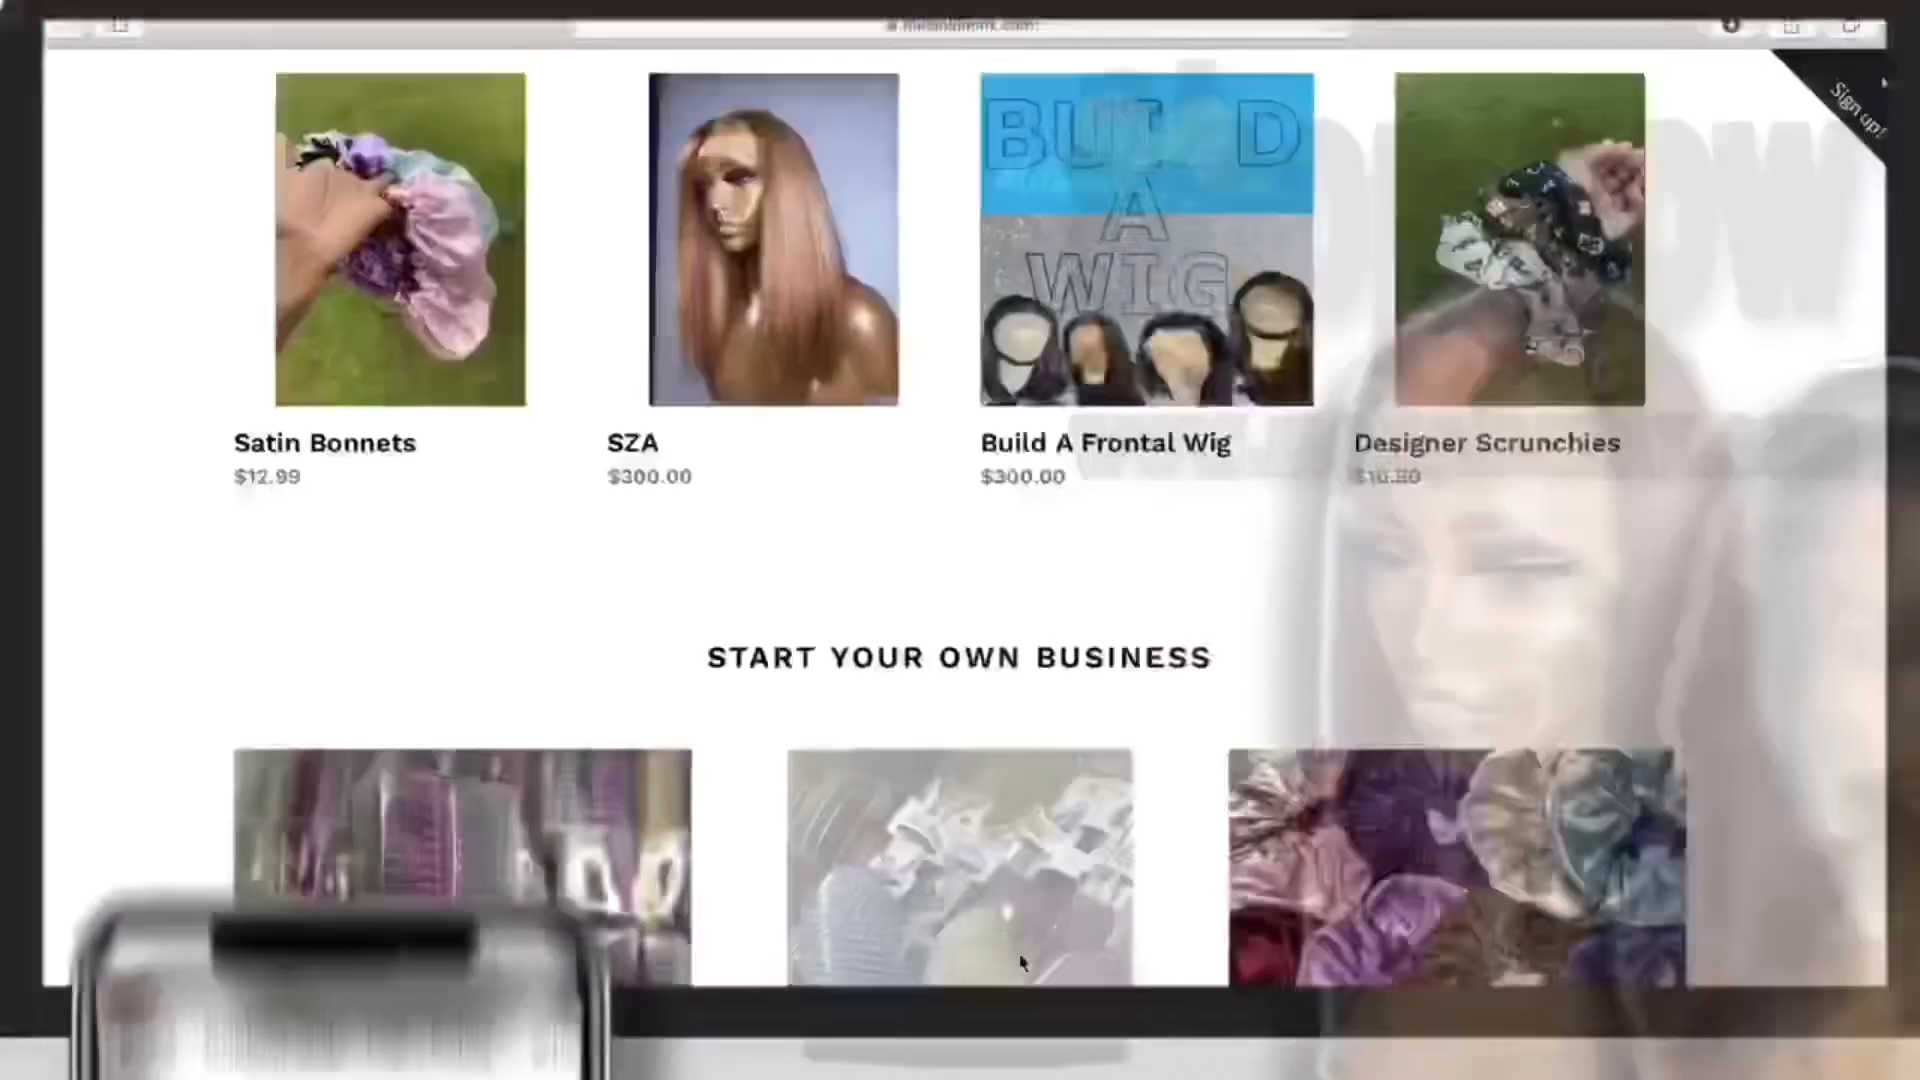 Sign up!
BUILD
A
WIG
Satin Bonnets
$12.99
SZA
$300.00
Build A Frontal Wig
$300.00
Designer Scrunchies
START YOUR OWN BUSINESS